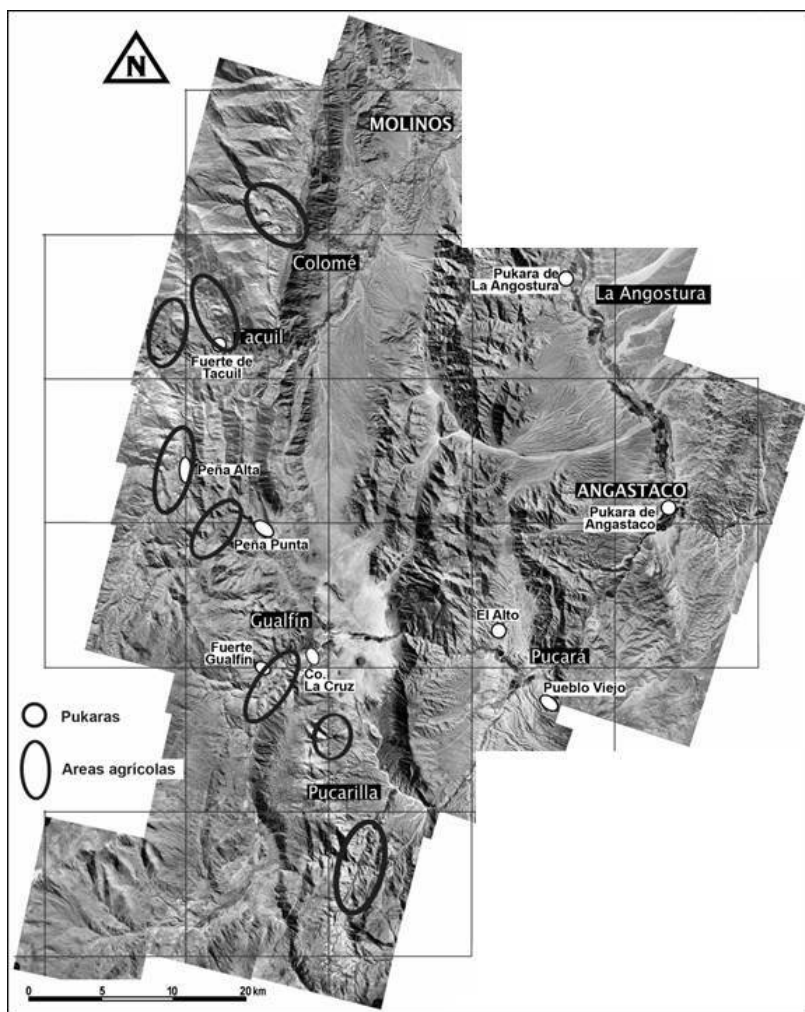 N
MOLINOS
Colomé
Pukara de
La Angostura
La Angostura
Tacuil
Fuerte de
Tacuil
Peña Alta
ANGASTACO
Pukara de
Angastaco
Peña Punta
Gualfín
El Alto
Fuerte
Gualfín
Co.
La Cruz
Pucará
Pueblo Viejo
Pukaras
Areas agrícolas
Pucarilla
0 5 10 20 km